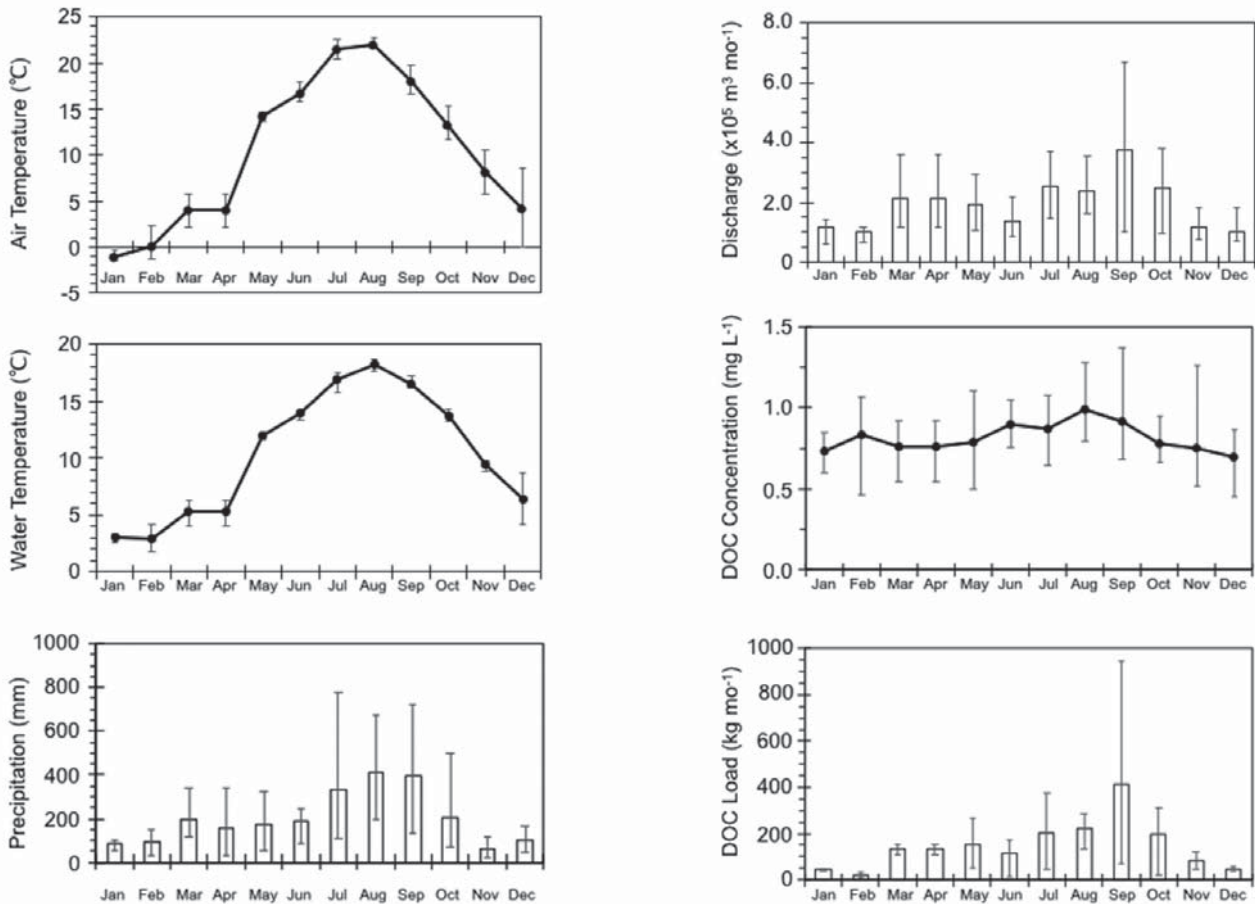 Air Temperature (℃)
25
20
15
10
5
0
-5
Jan Feb Mar Apr May Jun Jul Aug Sep Oct Nov Dec
Discharge (x10⁵ m³ mo⁻¹)
8.0
6.0
4.0
2.0
0.0
Jan Feb Mar Apr May Jun Jul Aug Sep Oct Nov Dec
Water Temperature (℃)
20
15
10
5
0
Jan Feb Mar Apr May Jun Jul Aug Sep Oct Nov Dec
DOC Concentration (mg L⁻¹)
1.5
1.0
0.5
0.0
Jan Feb Mar Apr May Jun Jul Aug Sep Oct Nov Dec
Precipitation (mm)
1000
800
600
400
200
0
Jan Feb Mar Apr May Jun Jul Aug Sep Oct Nov Dec
DOC Load (kg mo⁻¹)
1000
800
600
400
200
0
Jan Feb Mar Apr May Jun Jul Aug Sep Oct Nov Dec